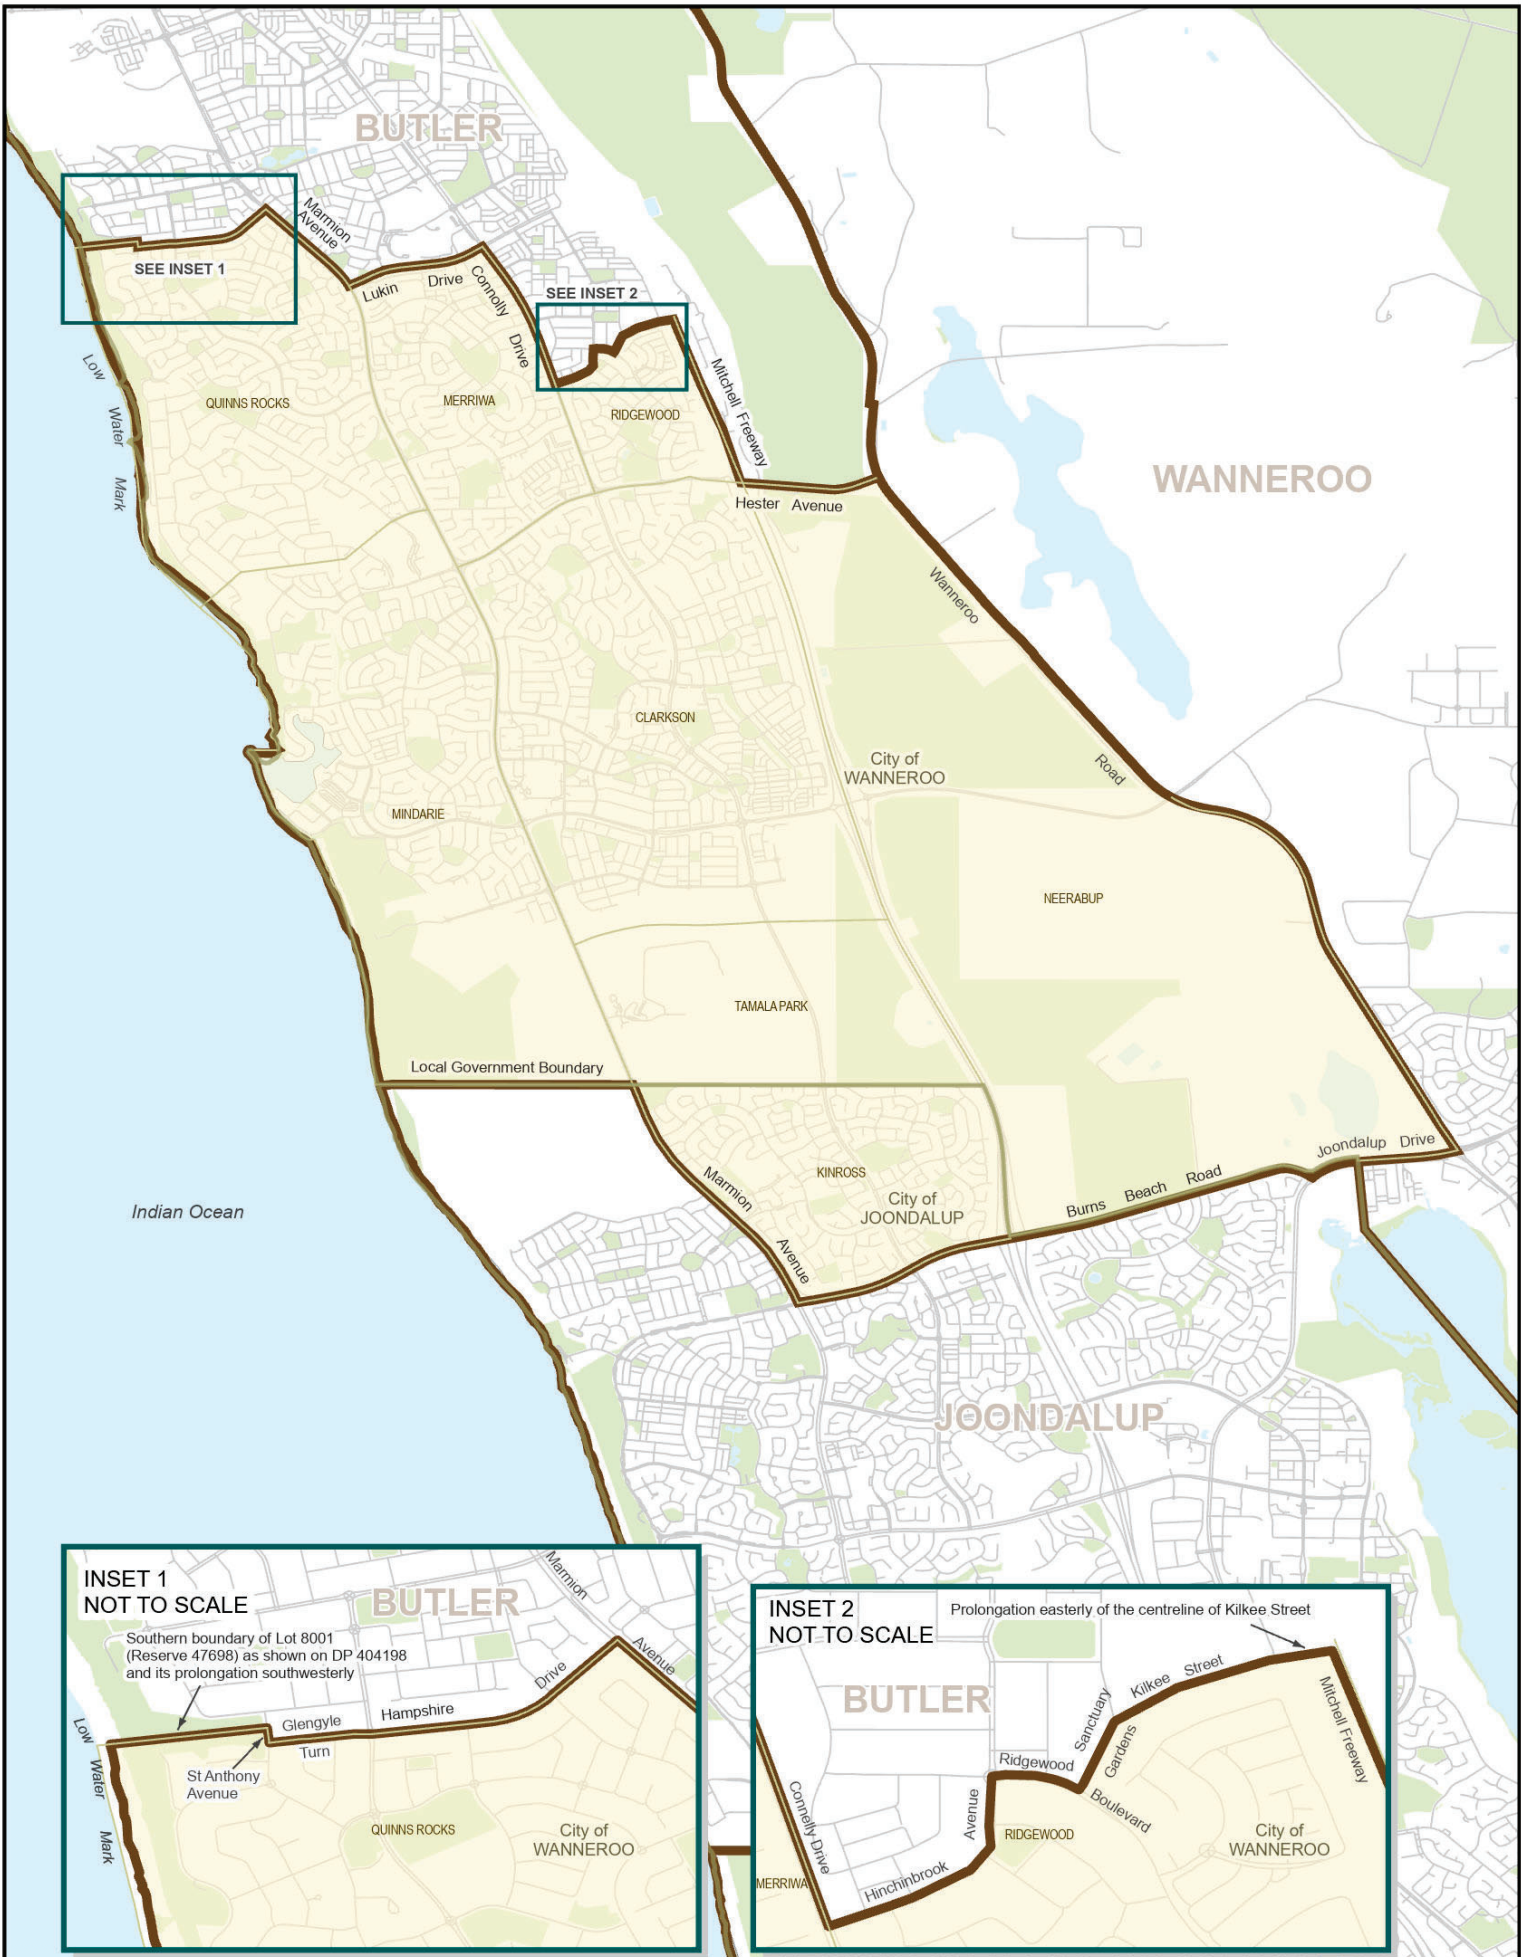 BUTLER
Marmion
Avenue
SEE INSET 1
Lukin Drive
Connolly
Drive
SEE INSET 2
Mitchell Freeway
Low
Water
Mark
QUINNS ROCKS
MERRIWA
RIDGEWOOD
WANNEROO
Hester Avenue
Wanneroo
Road
CLARKSON
City of
WANNEROO
MINDARIE
NEERABUP
TAMALA PARK
Local Government Boundary
KINROSS
City of
JOONDALUP
Marmion
Avenue
Burns Beach Road
Joondalup Drive
Indian Ocean
JOONDALUP
INSET 1
NOT TO SCALE
BUTLER
Marmion
Avenue
Southern boundary of Lot 8001
(Reserve 47698) as shown on DP 404198
and its prolongation southwesterly
Drive
Hampshire
Glengyle
Turn
St Anthony
Avenue
Low
Water
Mark
QUINNS ROCKS
City of
WANNEROO
INSET 2
NOT TO SCALE
Prolongation easterly of the centreline of Kilkee Street
BUTLER
Kilkee Street
Sanctuary
Gardens
Mitchell Freeway
Ridgewood
Boulevard
Connelly Drive
Avenue
Hinchinbrook
RIDGEWOOD
City of
WANNEROO
MERRIWA